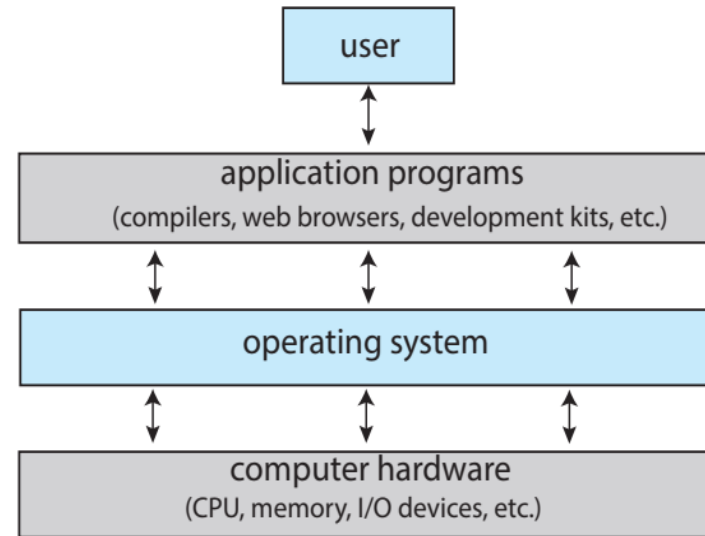 user
application programs
(compilers, web browsers, development kits, etc.)
operating system
computer hardware
(CPU, memory, I/O devices, etc.)